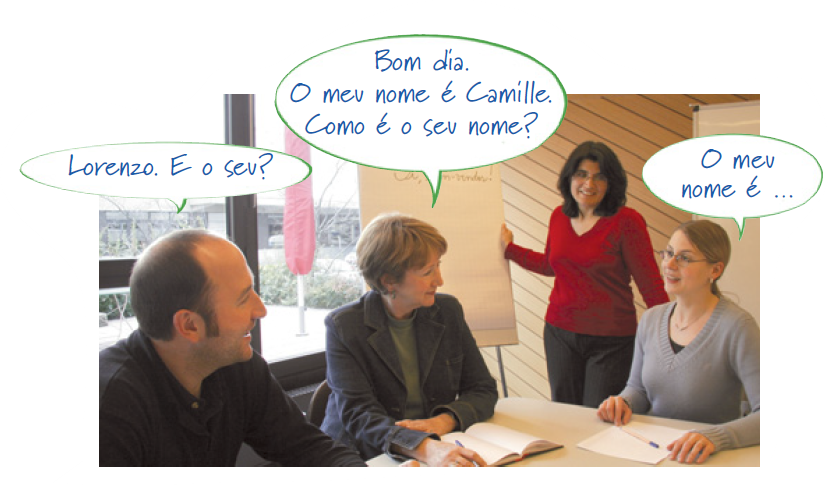 Bom dia.
O meu nome é Camille.
Como é o seu nome?
Lorenzo. E o seu?
O meu
nome é ...